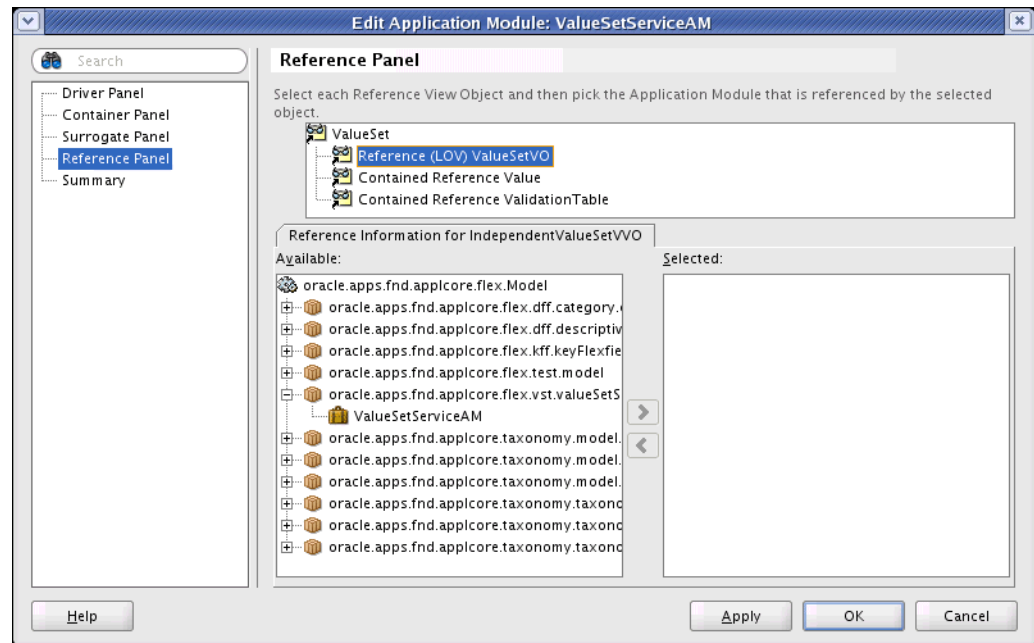 Edit Application Module: ValueSetServiceAM
Search
Driver Panel
Container Panel
Surrogate Panel
Reference Panel
Summary
Reference Panel
Select each Reference View Object and then pick the Application Module that is referenced by the selected
object.
ValueSet
Reference (LOV) ValueSetVO
Contained Reference Value
Contained Reference ValidationTable
Reference Information for IndependentValueSetVVO
Available:
oracle.apps.fnd.applcore.flex.Model
oracle.apps.fnd.applcore.flex.dff.category.
oracle.apps.fnd.applcore.flex.dff.descriptiv
oracle.apps.fnd.applcore.flex.kff.keyFlexfie
oracle.apps.fnd.applcore.flex.test.model
oracle.apps.fnd.applcore.flex.vst.valueSetS
ValueSetServiceAM
oracle.apps.fnd.applcore.taxonomy.model.
oracle.apps.fnd.applcore.taxonomy.model.
oracle.apps.fnd.applcore.taxonomy.model.
oracle.apps.fnd.applcore.taxonomy.taxono
oracle.apps.fnd.applcore.taxonomy.taxono
oracle.apps.fnd.applcore.taxonomy.taxono
Selected:
Help
Apply
OK
Cancel